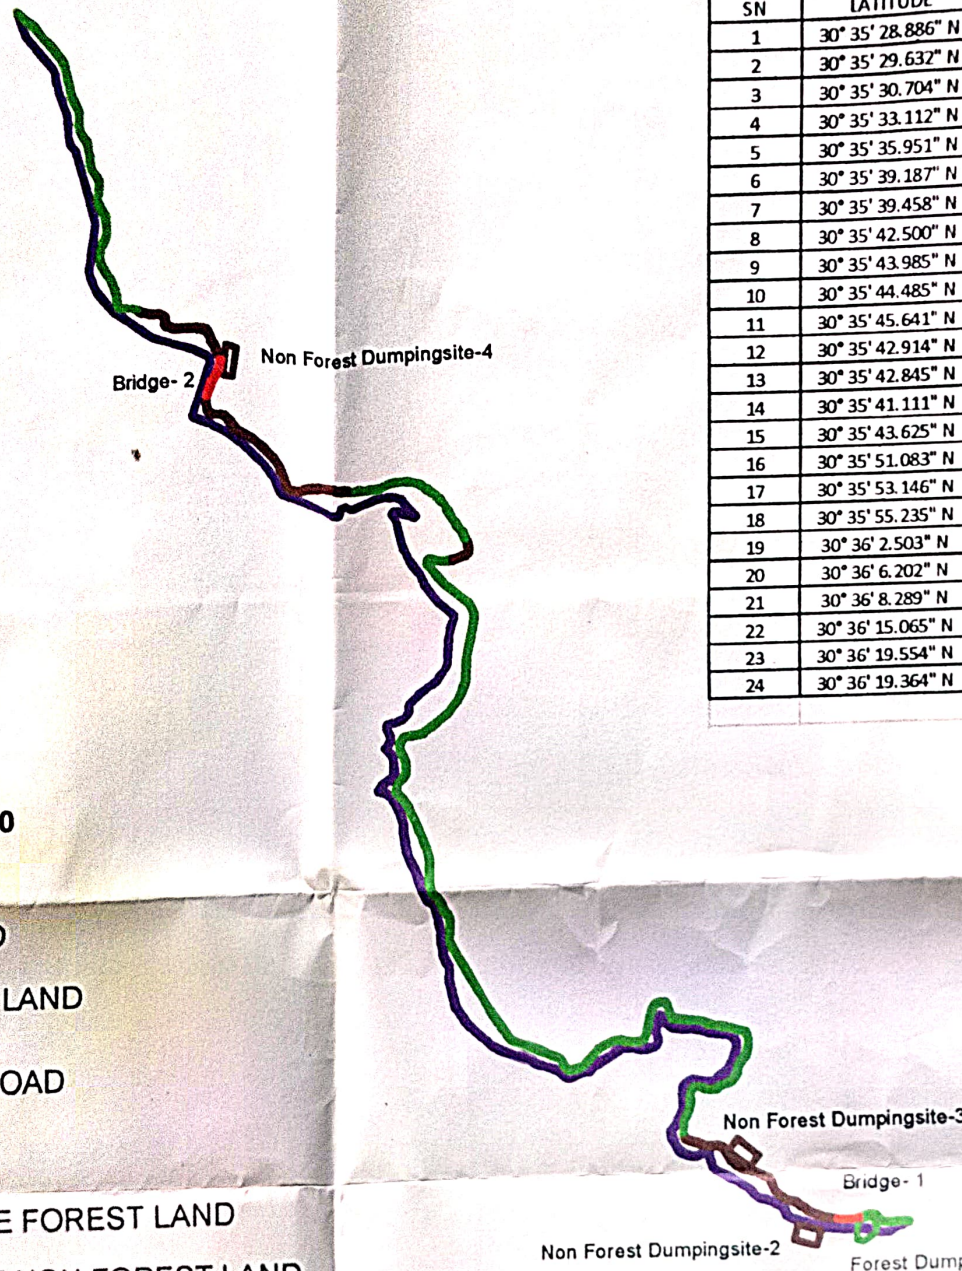 SN LATITUDE
1 30° 35' 28.886" N
2 30° 35' 29.632" N
3 30° 35' 30.704" N
4 30° 35' 33.112" N
5 30° 35' 35.951" N
6 30° 35' 39.187" N
7 30° 35' 39.458" N
8 30° 35' 42.500" N
9 30° 35' 43.985" N
10 30° 35' 44.485" N
11 30° 35' 45.641" N
12 30° 35' 42.914" N
13 30° 35' 42.845" N
14 30° 35' 41.111" N
15 30° 35' 43.625" N
16 30° 35' 51.083" N
17 30° 35' 53.146" N
18 30° 35' 55.235" N
19 30° 36' 2.503" N
20 30° 36' 6.202" N
21 30° 36' 8.289" N
22 30° 36' 15.065" N
23 30° 36' 19.554" N
24 30° 36' 19.364" N
Non Forest Dumpingsite-4
Bridge- 2
0
D
LAND
OAD
Non Forest Dumpingsite-3
Bridge- 1
E FOREST LAND
Non Forest Dumpingsite-2
Forest Dump
NON FOREST LAND